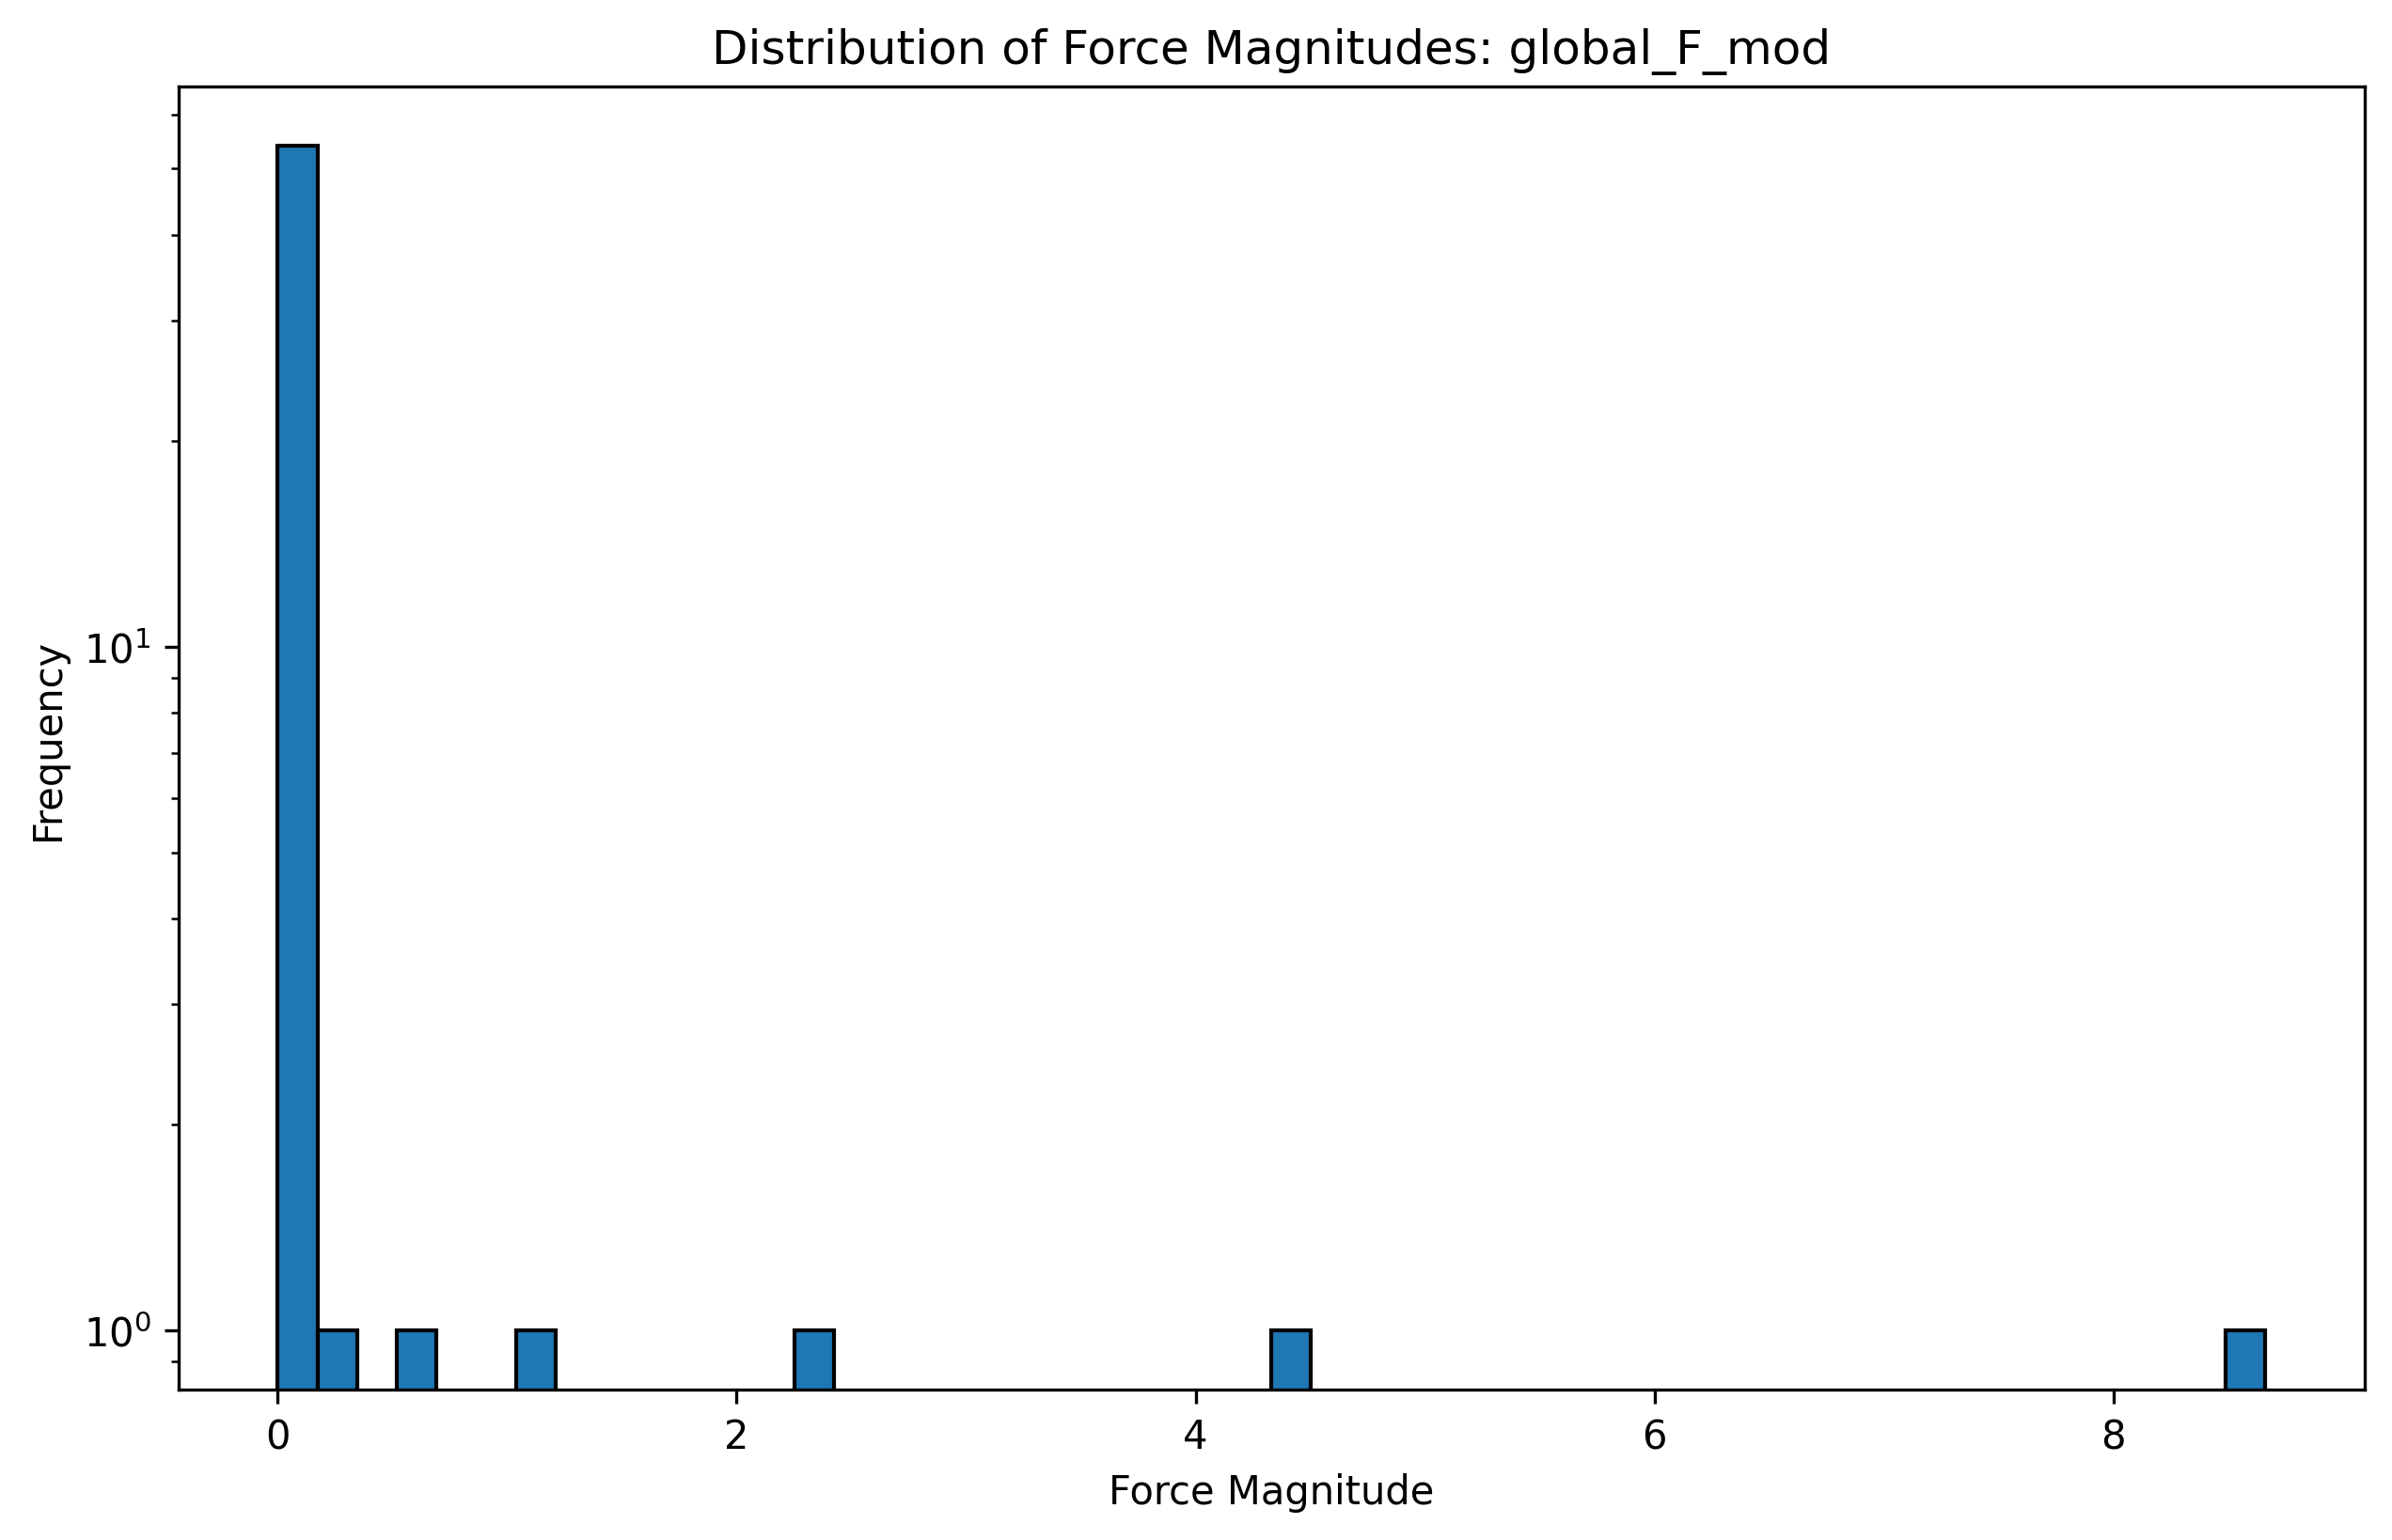 Distribution of Force Magnitudes: global_F_mod
Frequency
10¹
10⁰
0 2 4 6 8
Force Magnitude